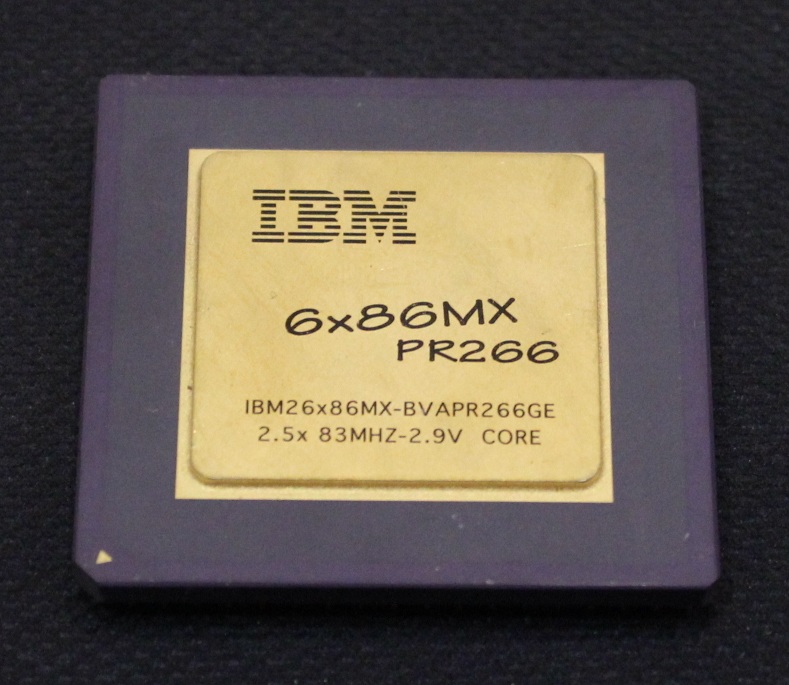 IBM
6x86MX
PR266
IBM26x86MX-BVAPR266GE
2.5x 83MHZ-2.9V CORE